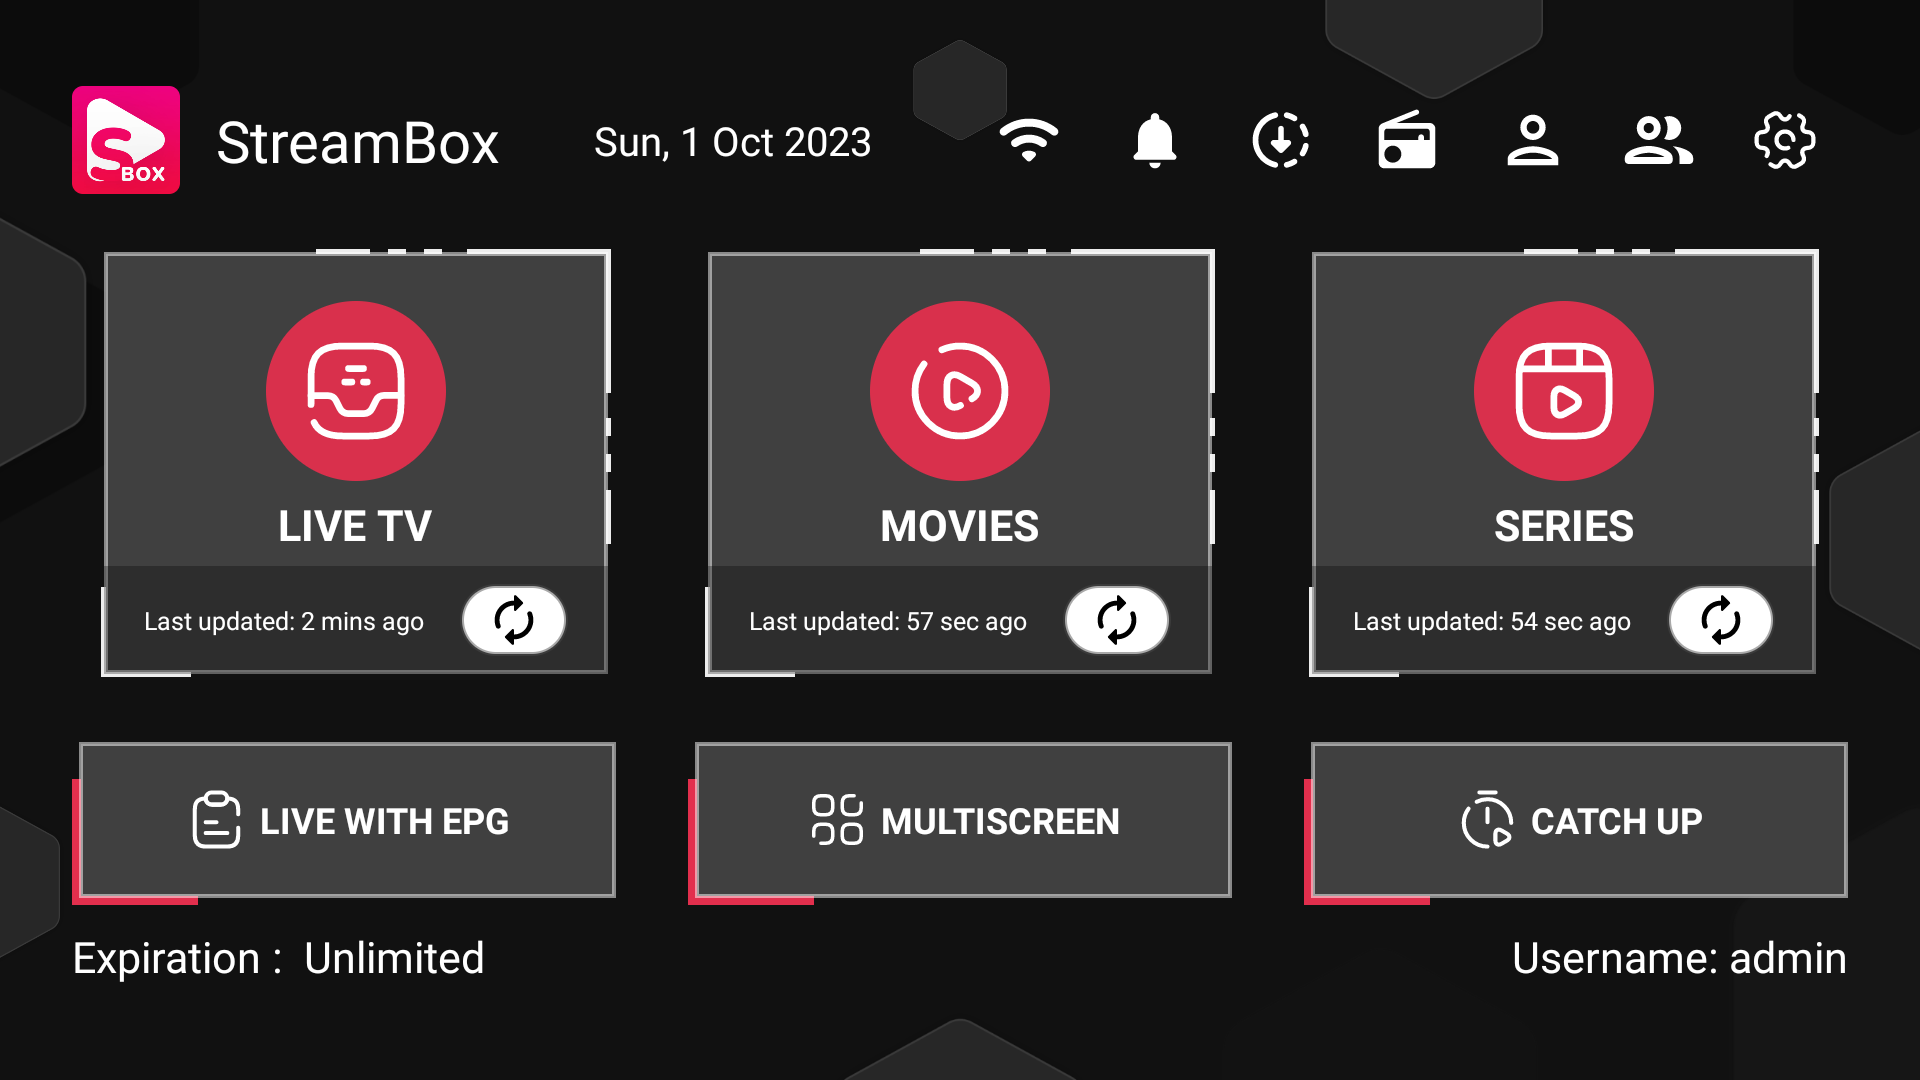 S BOX
StreamBox
Sun, 1 Oct 2023
LIVE TV
Last updated: 2 mins ago
MOVIES
Last updated: 57 sec ago
SERIES
Last updated: 54 sec ago
LIVE WITH EPG
MULTISCREEN
CATCH UP
Expiration : Unlimited
Username: admin